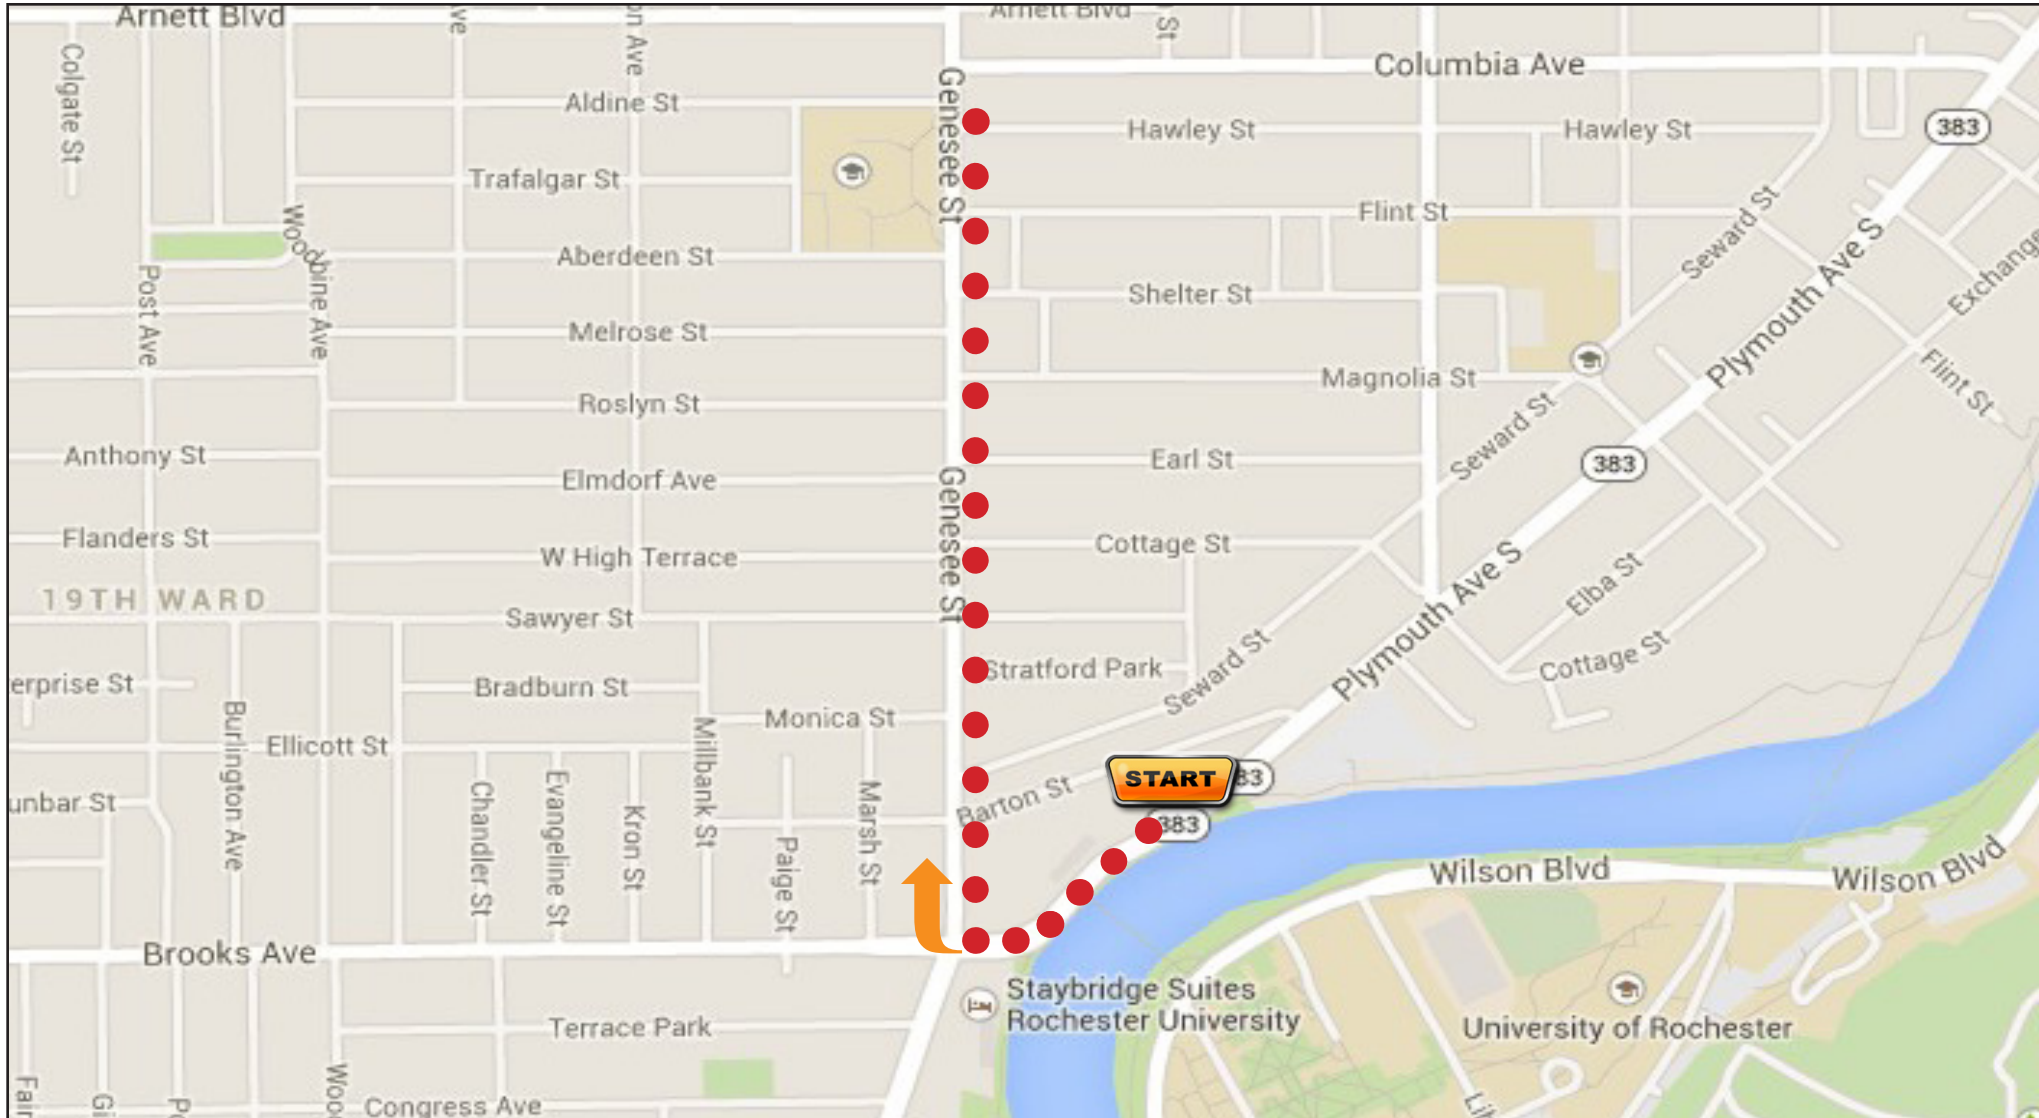 Arnett Blvd
Arnett Blvd
St
Columbia Ave
Colgate St
Aldine St
Genesee St
Hawley St
Hawley St
383
Trafalgar St
Flint St
Seward St
Woodbine Ave
Aberdeen St
Plymouth Ave S
Exchange
Post Ave
Shelter St
Melrose St
Magnolia St
Flint St
Roslyn St
Seward St
Anthony St
Earl St
383
Elmdorf Ave
Genesee St
Flanders St
Cottage St
W High Terrace
Plymouth Ave S
Elba St
19TH WARD
Sawyer St
Stratford Park
Seward St
Cottage St
Bradburn St
Monica St
Burlington Ave
Ellicott St
Millbank St
START
Barton St
383
Chandler St
Evangeline St
Kron St
Paige St
Marsh St
Wilson Blvd
Wilson Blvd
Brooks Ave
Staybridge Suites
Rochester University
University of Rochester
Terrace Park
Congress Ave